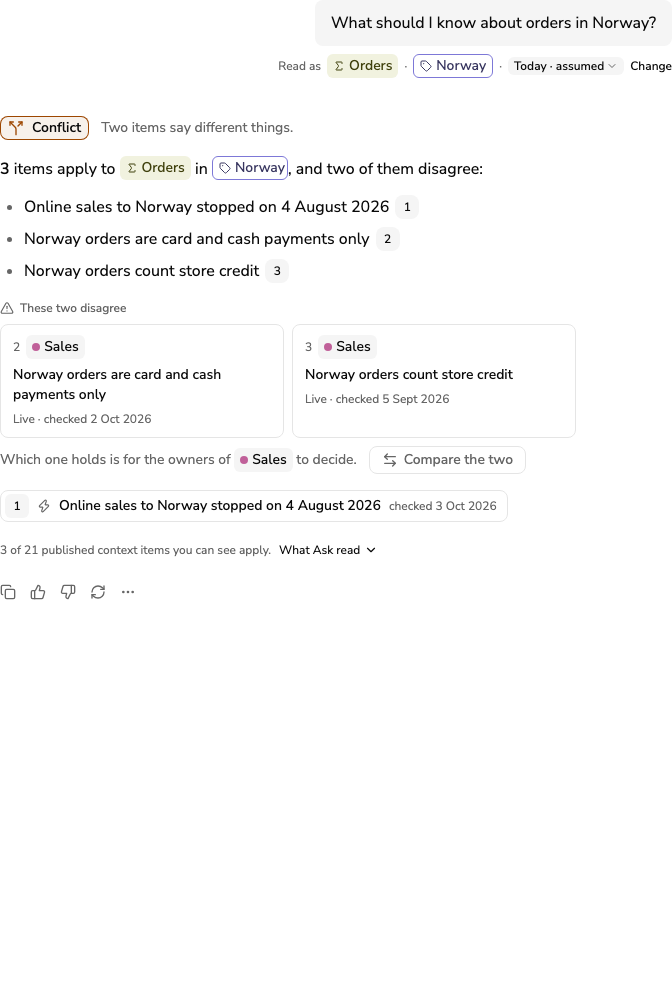 What should I know about orders in Norway?
Read as Orders · Norway · Today · assumed Change
Conflict Two items say different things.
3 items apply to Orders in Norway, and two of them disagree:
• Online sales to Norway stopped on 4 August 2026 1
• Norway orders are card and cash payments only 2
• Norway orders count store credit 3
These two disagree
2 Sales
Norway orders are card and cash
payments only
Live · checked 2 Oct 2026
3 Sales
Norway orders count store credit
Live · checked 5 Sept 2026
Which one holds is for the owners of Sales to decide. Compare the two
1 Online sales to Norway stopped on 4 August 2026 checked 3 Oct 2026
3 of 21 published context items you can see apply. What Ask read